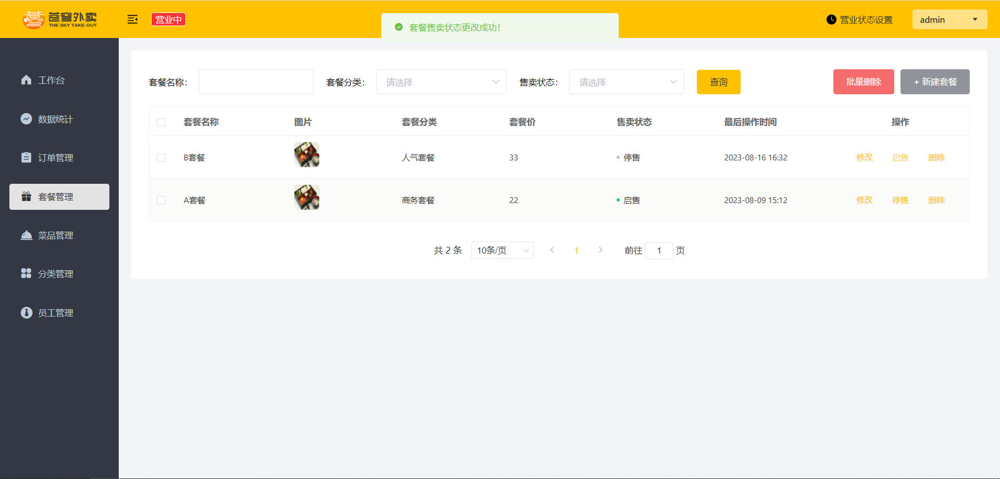 苍穹外卖
THE SKY TAKE-OUT
营业中
套餐售卖状态更改成功！
营业状态设置
admin
工作台
数据统计
订单管理
套餐管理
菜品管理
分类管理
员工管理
套餐名称：
套餐分类： 请选择
售卖状态： 请选择
查询
批量删除
+ 新建套餐
套餐名称 图片 套餐分类 套餐价 售卖状态 最后操作时间 操作
B套餐 人气套餐 33 停售 2023-08-16 16:32 修改 启售 删除
A套餐 商务套餐 22 启售 2023-08-09 15:12 修改 停售 删除
共 2 条 10条/页 1 前往 1 页